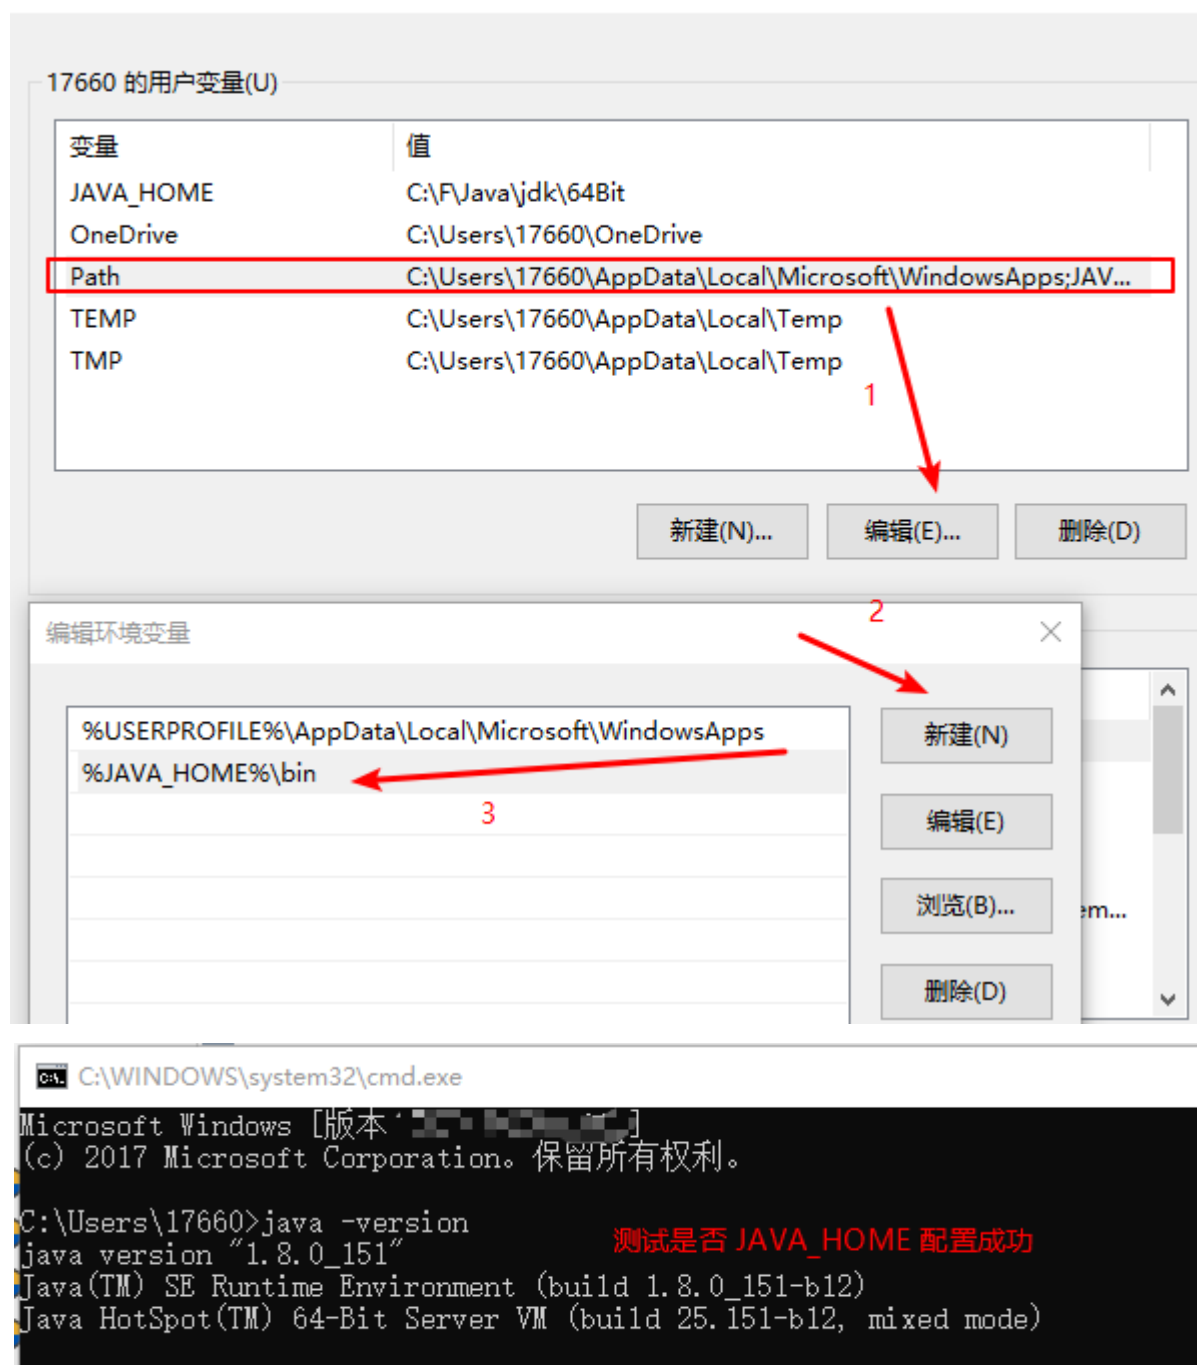 17660 的用户变量(U)
变量 值
JAVA_HOME C:\F\Java\jdk\64Bit
OneDrive C:\Users\17660\OneDrive
Path C:\Users\17660\AppData\Local\Microsoft\WindowsApps;JAV...
TEMP C:\Users\17660\AppData\Local\Temp
TMP C:\Users\17660\AppData\Local\Temp
1
新建(N)... 编辑(E)... 删除(D)
2
编辑环境变量
%USERPROFILE%\AppData\Local\Microsoft\WindowsApps 新建(N)
%JAVA_HOME%\bin
3 编辑(E)
浏览(B)... em...
删除(D)
C:\WINDOWS\system32\cmd.exe
Microsoft Windows [版本 ]
(c) 2017 Microsoft Corporation。保留所有权利。
C:\Users\17660>java -version
测试是否 JAVA_HOME 配置成功
java version "1.8.0_151"
Java(TM) SE Runtime Environment (build 1.8.0_151-b12)
Java HotSpot(TM) 64-Bit Server VM (build 25.151-b12, mixed mode)